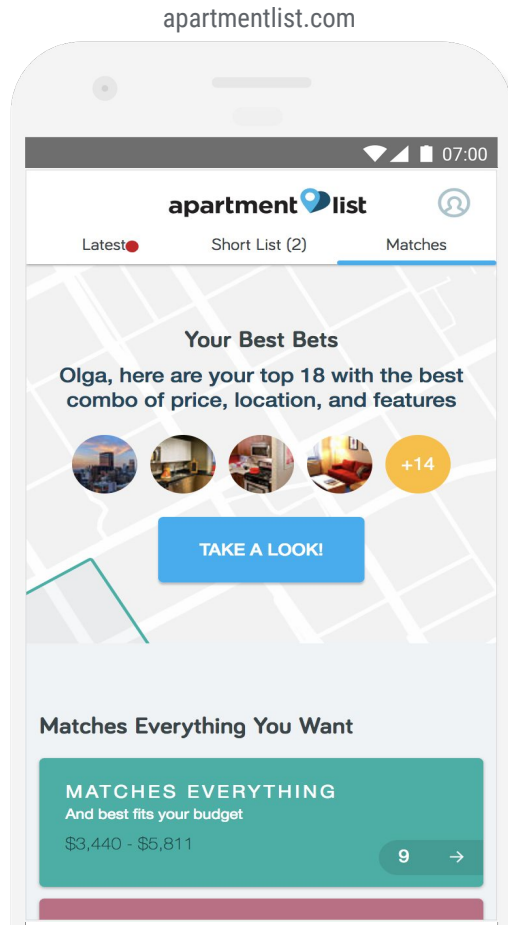 apartmentlist.com
07:00
apartment list
Latest
Short List (2)
Matches
Your Best Bets
Olga, here are your top 18 with the best
combo of price, location, and features
+14
TAKE A LOOK!
Matches Everything You Want
MATCHES EVERYTHING
And best fits your budget
$3,440 - $5,811
9